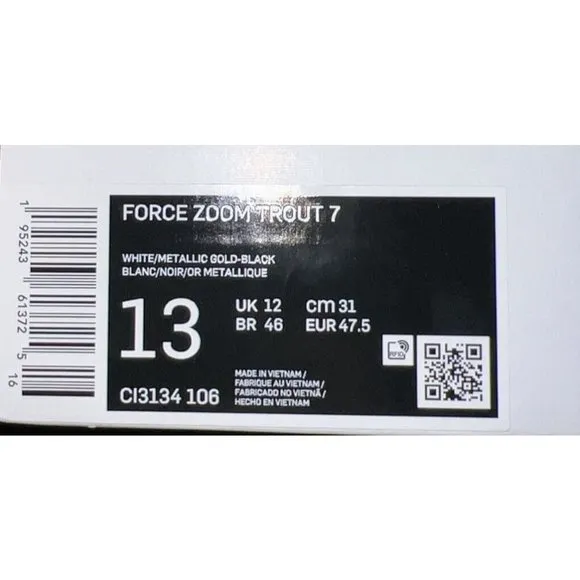 FORCE ZOOM TROUT 7
WHITE/METALLIC GOLD-BLACK
BLANC/NOIR/OR METALLIQUE
13
UK 12 CM 31
BR 46 EUR 47.5
CI3134 106
MADE IN VIETNAM /
FABRIQUE AU VIETNAM /
FABRICADO NO VIETNÃ /
HECHO EN VIETNAM
RFID
1 95243 61372 5 16